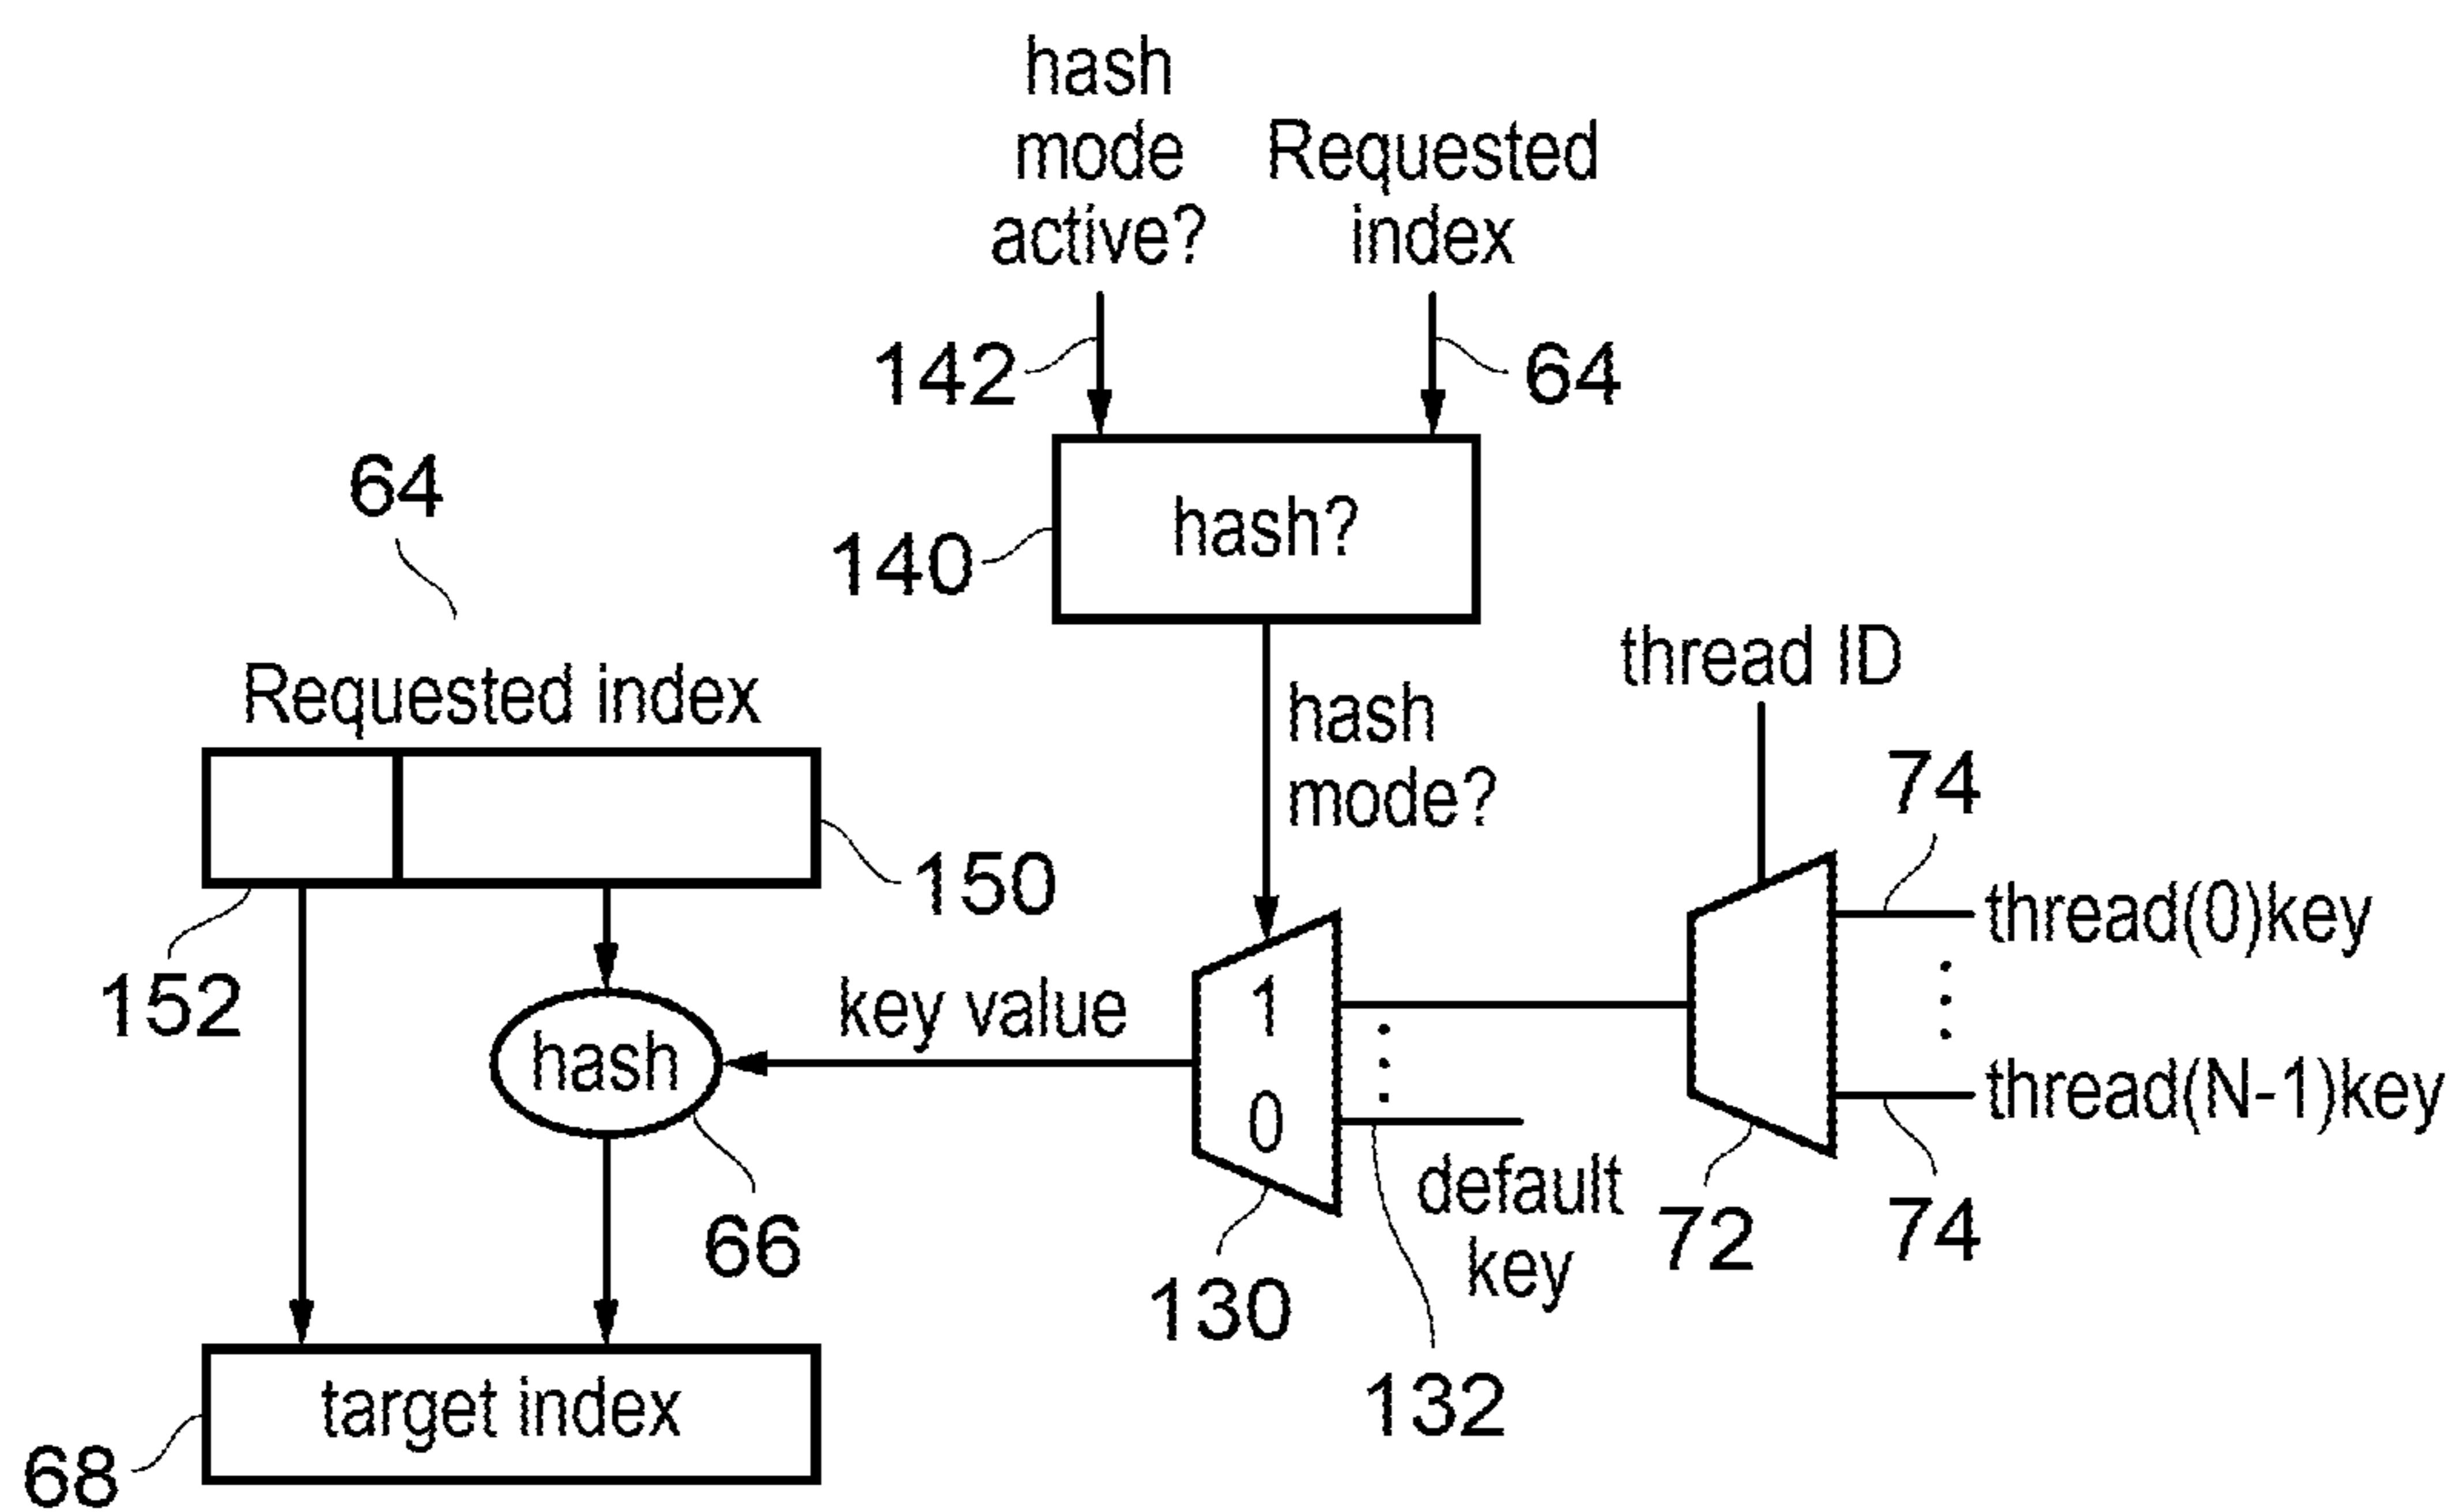 hash
mode
active?
Requested
index
142
64
64
hash?
140
thread ID
Requested index
hash
mode?
74
150
thread(0)key
152
key value
1
hash
0
thread(N-1)key
default
key
66
72
74
130
132
target index
68